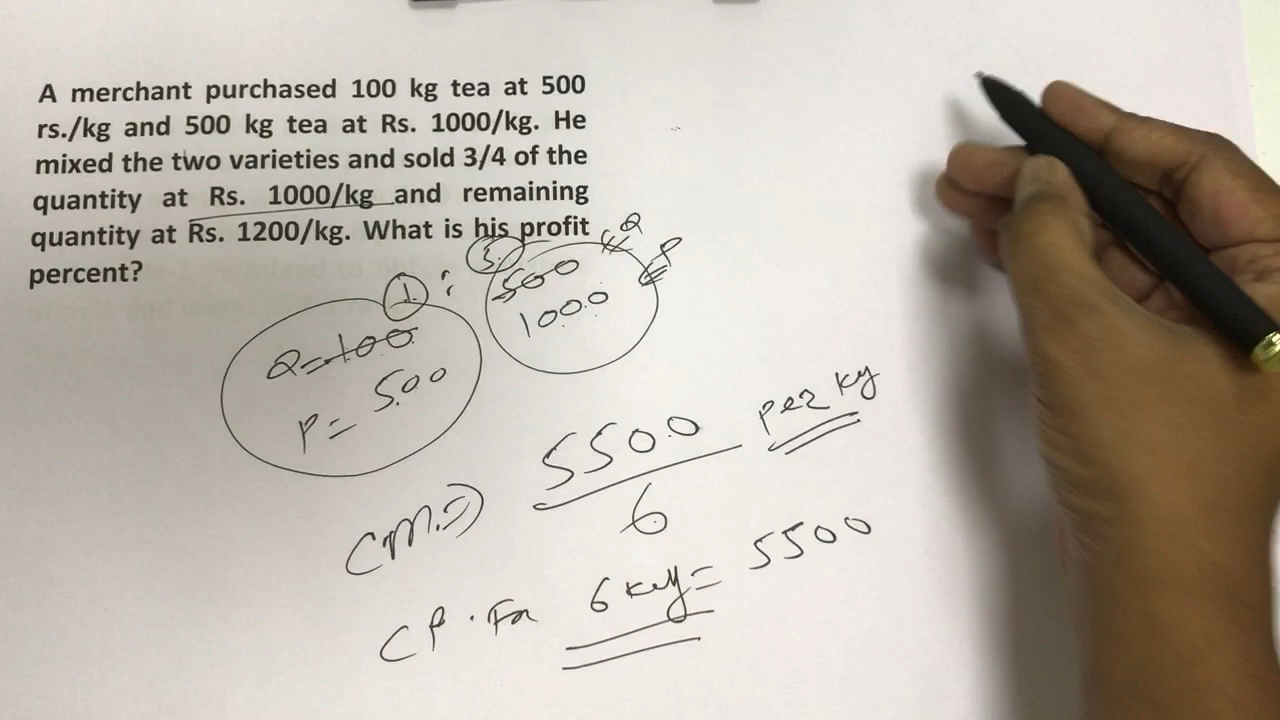 A merchant purchased 100 kg tea at 500
rs./kg and 500 kg tea at Rs. 1000/kg. He
mixed the two varieties and sold 3/4 of the
quantity at Rs. 1000/kg and remaining
quantity at Rs. 1200/kg. What is his profit
percent?
1 : 5
Q=100
P= 500
500 Q
1000 P
CM. ⇒ 5500 per kg
6
CP. For 6 kg = 5500